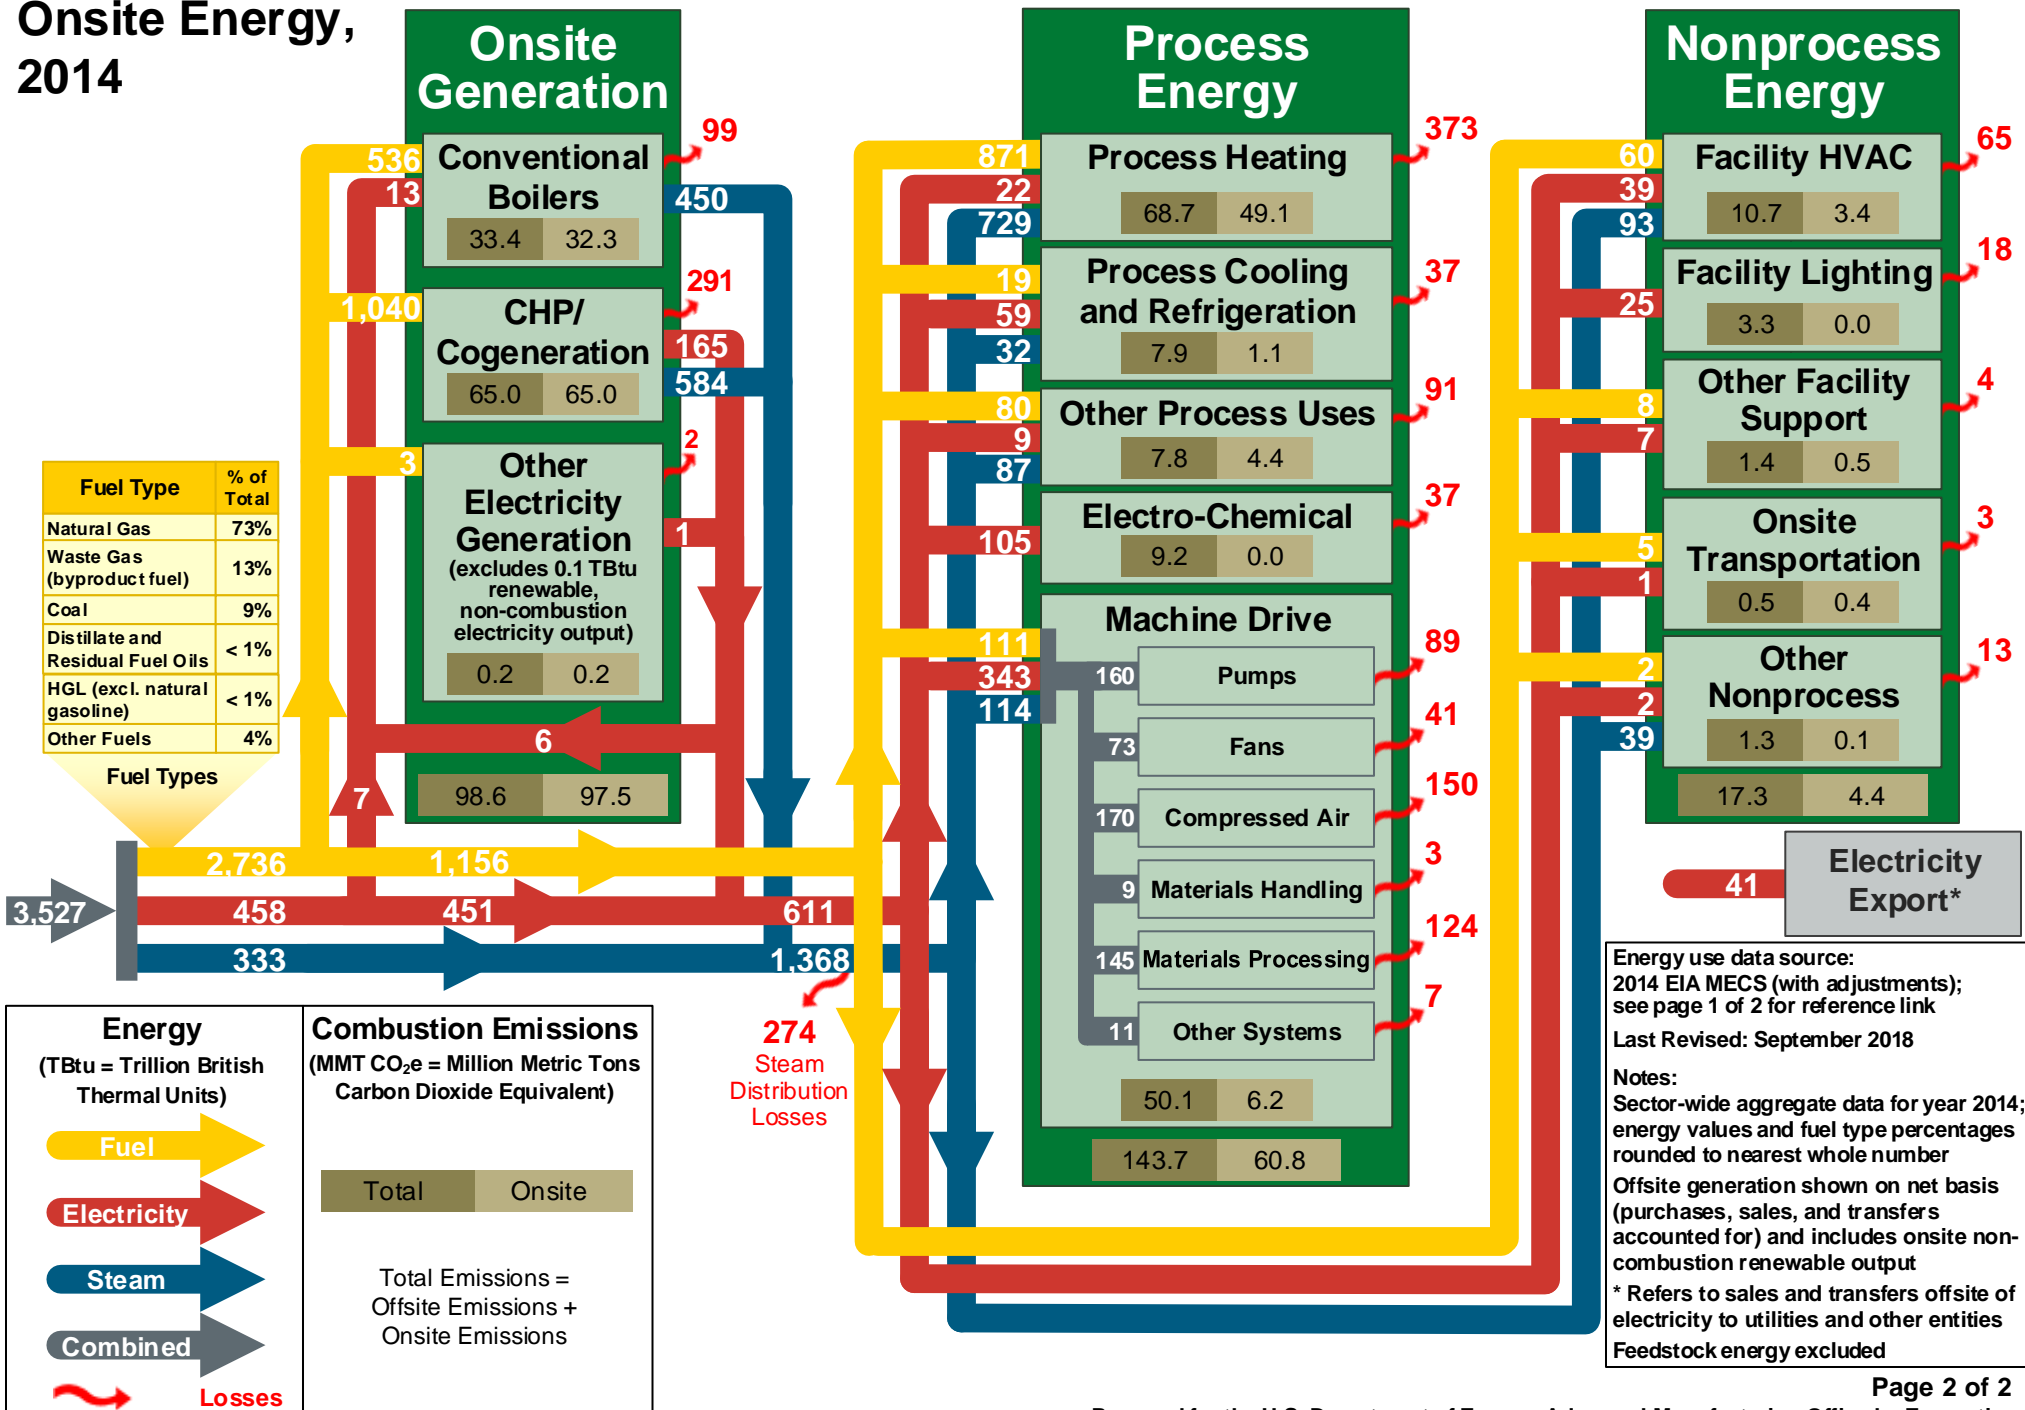 Onsite Energy,
2014
Onsite
Generation
Conventional
Boilers
33.4 32.3
536
13
99
450
CHP/
Cogeneration
65.0 65.0
1,040
291
165
584
Other
Electricity
Generation
(excludes 0.1 TBtu
renewable,
non-combustion
electricity output)
0.2 0.2
3
2
1
6
7
98.6 97.5
Fuel Type % of
Total
Natural Gas 73%
Waste Gas
(byproduct fuel) 13%
Coal 9%
Distillate and
Residual Fuel Oils < 1%
HGL (excl. natural
gasoline) < 1%
Other Fuels 4%
Fuel Types
3,527
2,736 1,156
458 451 611
333 1,368
274
Steam
Distribution
Losses
Process
Energy
871
22
729
Process Heating
68.7 49.1
373
19
59
32
Process Cooling
and Refrigeration
7.9 1.1
37
80
9
87
Other Process Uses
7.8 4.4
91
105
Electro-Chemical
9.2 0.0
37
111
343
114
Machine Drive
160 Pumps 89
73 Fans 41
170 Compressed Air 150
9 Materials Handling 3
145 Materials Processing 124
11 Other Systems 7
50.1 6.2
143.7 60.8
Nonprocess
Energy
60
39
93
Facility HVAC
10.7 3.4
65
25
Facility Lighting
3.3 0.0
18
8
7
Other Facility
Support
1.4 0.5
4
5
1
Onsite
Transportation
0.5 0.4
3
2
2
39
Other
Nonprocess
1.3 0.1
13
17.3 4.4
41
Electricity
Export*
Energy
(TBtu = Trillion British
Thermal Units)
Fuel
Electricity
Steam
Combined
Losses
Combustion Emissions
(MMT CO₂e = Million Metric Tons
Carbon Dioxide Equivalent)
Total Onsite
Total Emissions =
Offsite Emissions +
Onsite Emissions
Energy use data source:
2014 EIA MECS (with adjustments);
see page 1 of 2 for reference link
Last Revised: September 2018
Notes:
Sector-wide aggregate data for year 2014;
energy values and fuel type percentages
rounded to nearest whole number
Offsite generation shown on net basis
(purchases, sales, and transfers
accounted for) and includes onsite non-
combustion renewable output
* Refers to sales and transfers offsite of
electricity to utilities and other entities
Feedstock energy excluded
Page 2 of 2